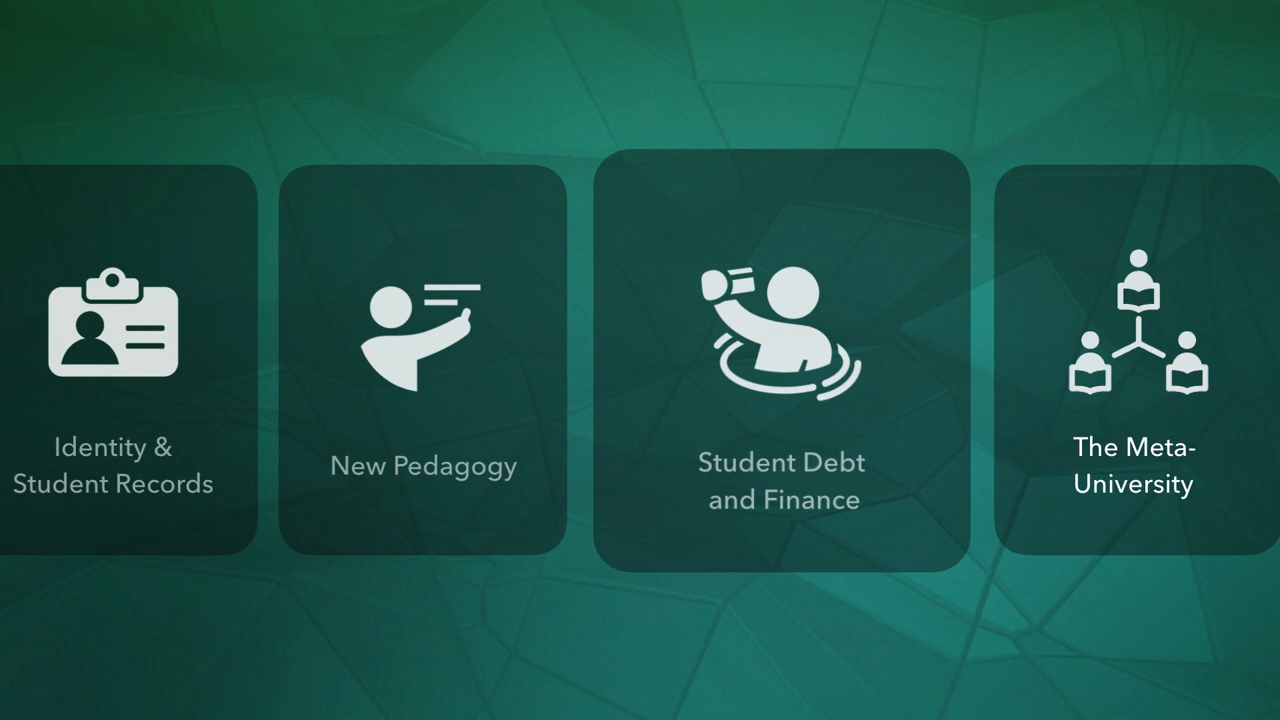 Identity &
Student Records
New Pedagogy
Student Debt
and Finance
The Meta-
University